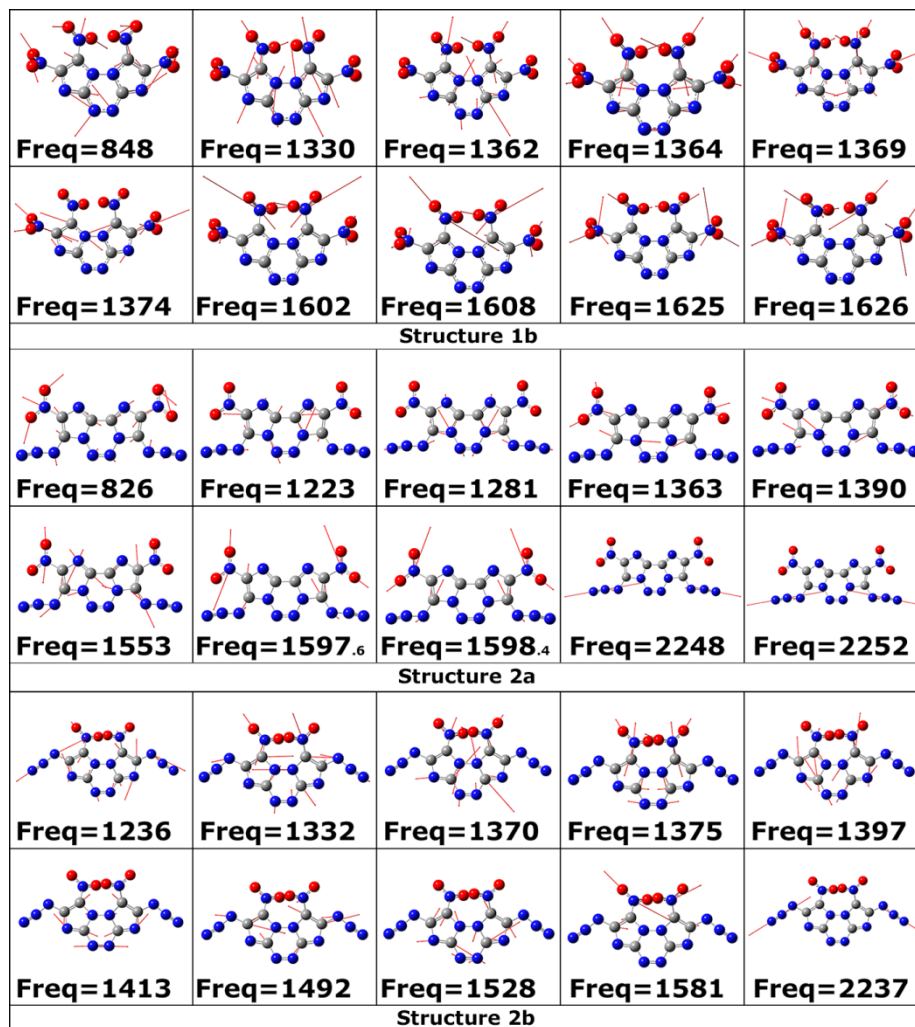 Freq=848 Freq=1330 Freq=1362 Freq=1364 Freq=1369
Freq=1374 Freq=1602 Freq=1608 Freq=1625 Freq=1626
Structure 1b
Freq=826 Freq=1223 Freq=1281 Freq=1363 Freq=1390
Freq=1553 Freq=1597.6 Freq=1598.4 Freq=2248 Freq=2252
Structure 2a
Freq=1236 Freq=1332 Freq=1370 Freq=1375 Freq=1397
Freq=1413 Freq=1492 Freq=1528 Freq=1581 Freq=2237
Structure 2b